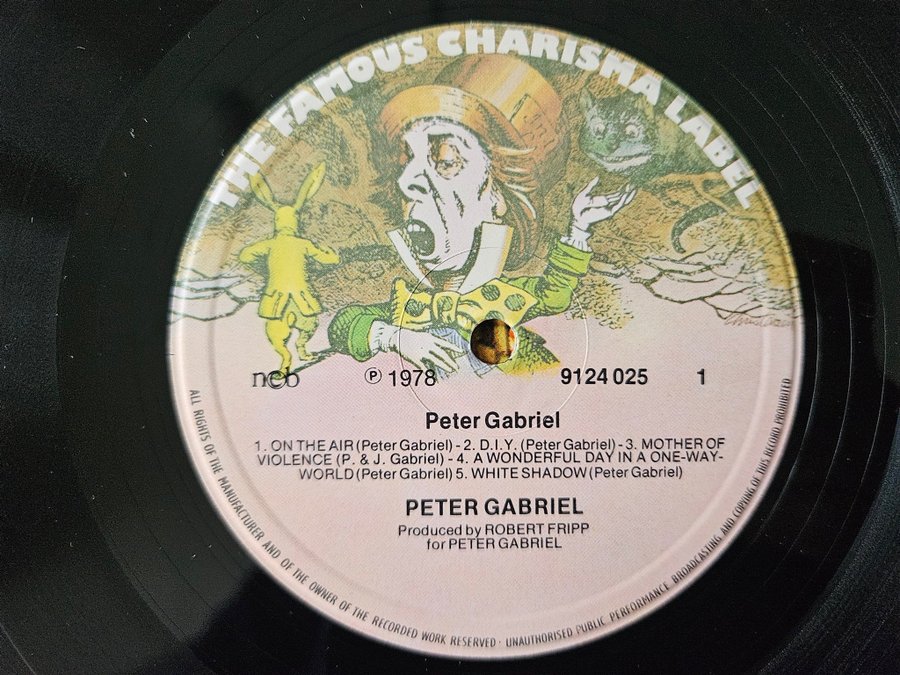 THE FAMOUS CHARISMA LABEL
ncb ℗ 1978 9124 025 1
Peter Gabriel
1. ON THE AIR (Peter Gabriel) - 2. D.I.Y. (Peter Gabriel) - 3. MOTHER OF
VIOLENCE (P. & J. Gabriel) - 4. A WONDERFUL DAY IN A ONE-WAY-
WORLD (Peter Gabriel) 5. WHITE SHADOW (Peter Gabriel)
PETER GABRIEL
Produced by ROBERT FRIPP
for PETER GABRIEL
ALL RIGHTS OF THE MANUFACTURER AND OF THE OWNER OF THE RECORDED WORK RESERVED · UNAUTHORISED PUBLIC PERFORMANCE BROADCASTING AND COPYING OF THIS RECORD PROHIBITED